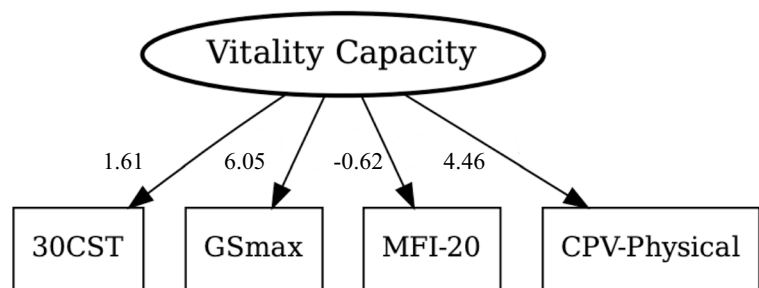 Vitality Capacity
1.61 6.05 -0.62 4.46
30CST GSmax MFI-20 CPV-Physical